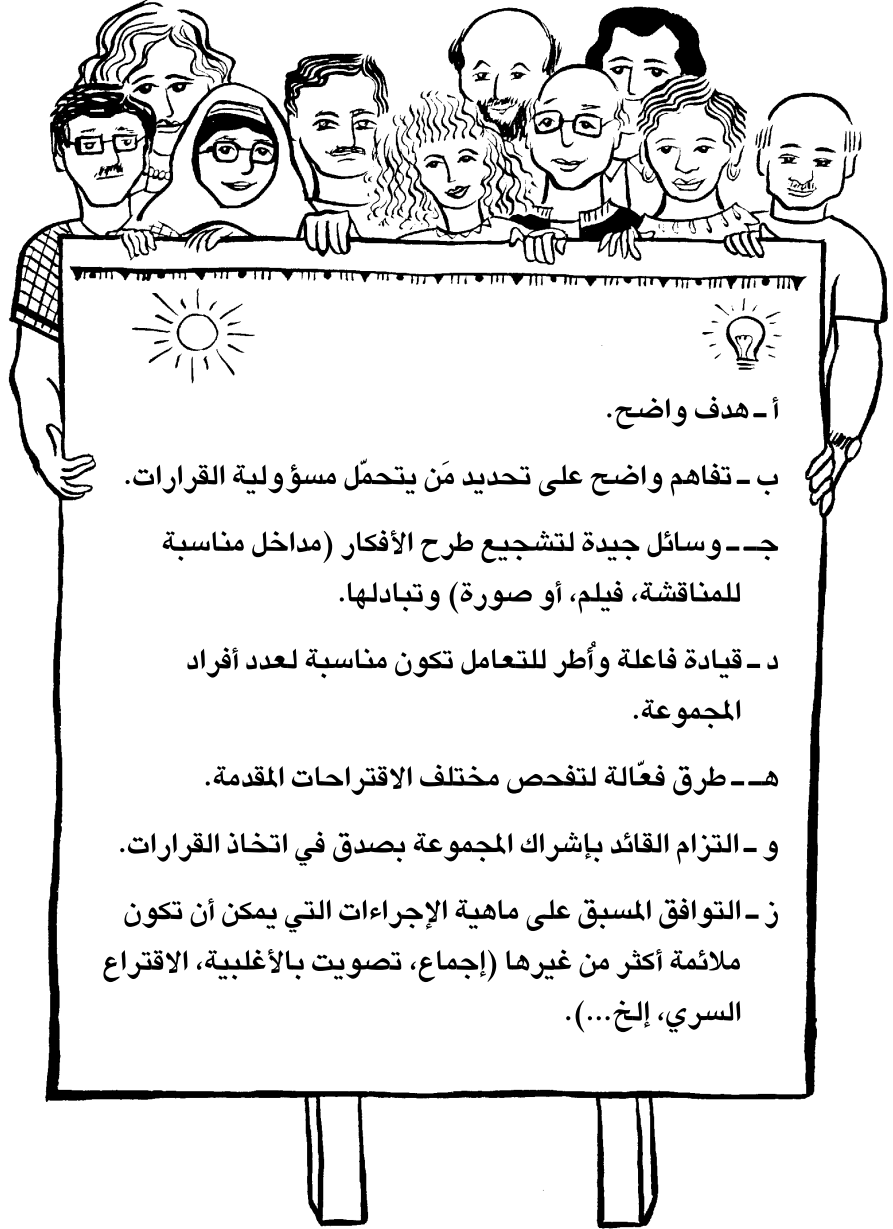 أ ـ هدف واضح.
ب ـ تفاهم واضح على تحديد مَن يتحمّل مسؤولية القرارات.
جـ ـ وسائل جيدة لتشجيع طرح الأفكار (مداخل مناسبة
للمناقشة، فيلم، أو صورة) وتبادلها.
د ـ قيادة فاعلة وأُطر للتعامل تكون مناسبة لعدد أفراد
المجموعة.
هـ ـ طرق فعّالة لتفحص مختلف الاقتراحات المقدمة.
و ـ التزام القائد بإشراك المجموعة بصدق في اتخاذ القرارات.
ز ـ التوافق المسبق على ماهية الإجراءات التي يمكن أن تكون
ملائمة أكثر من غيرها (إجماع، تصويت بالأغلبية، الاقتراع
السري، إلخ...).